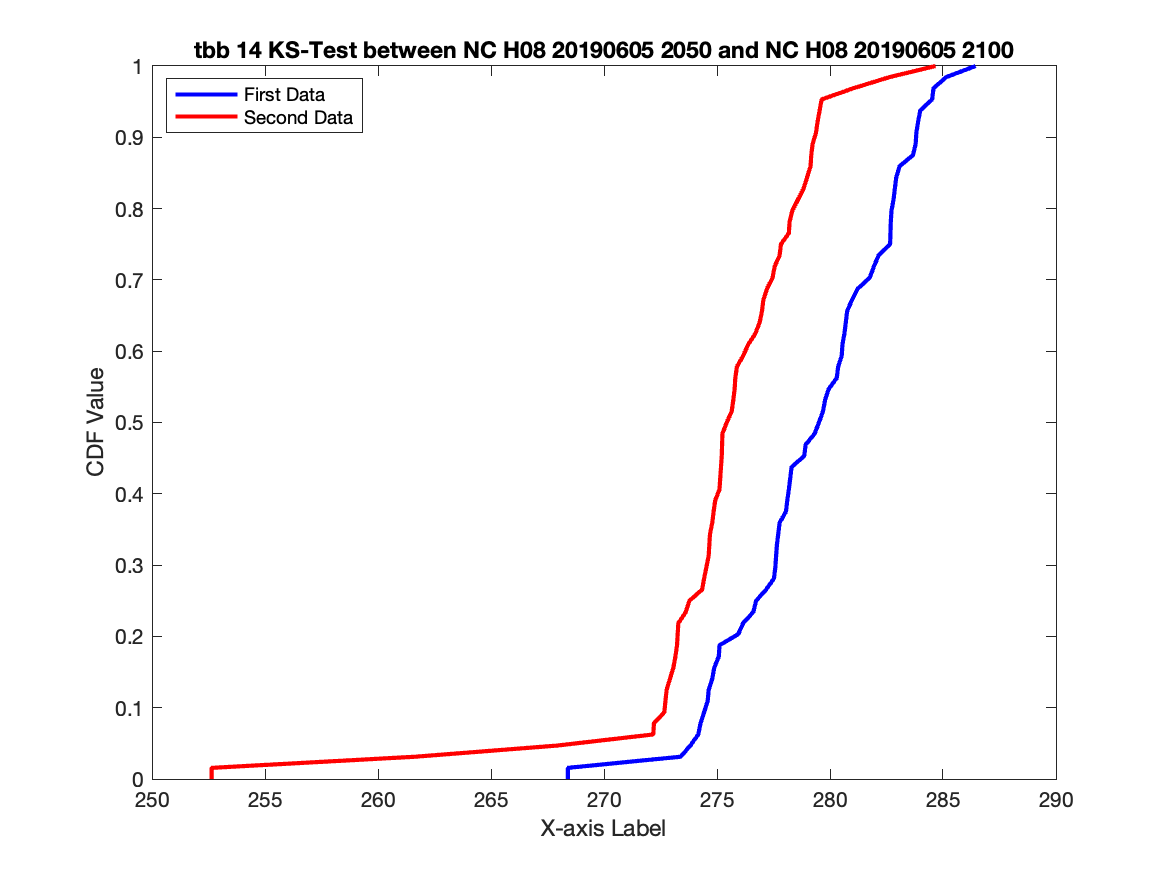 tbb 14 KS-Test between NC H08 20190605 2050 and NC H08 20190605 2100
First Data
Second Data
CDF Value
1
0.9
0.8
0.7
0.6
0.5
0.4
0.3
0.2
0.1
0
250 255 260 265 270 275 280 285 290
X-axis Label